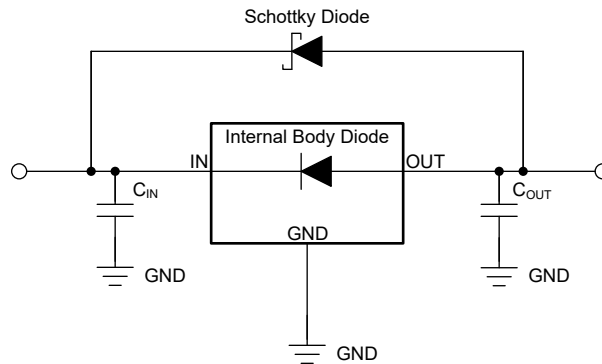 Schottky Diode
Internal Body Diode
IN
OUT
CIN
COUT
GND
GND
GND
GND